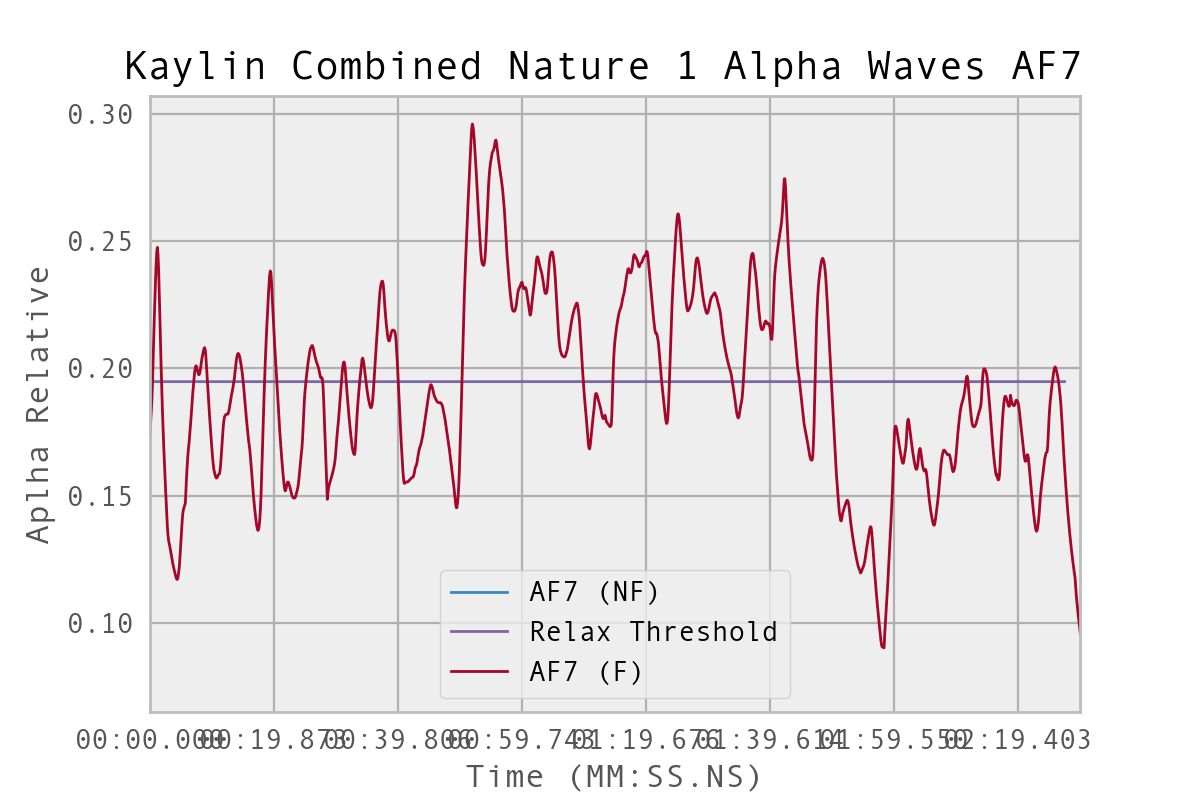 Kaylin Combined Nature 1 Alpha Waves AF7
Aplha Relative
0.30
0.25
0.20
0.15
0.10
AF7 (NF)
Relax Threshold
AF7 (F)
00:00.000 00:19.873 00:39.806 00:59.743 01:19.676 01:39.614 01:59.550 02:19.403
Time (MM:SS.NS)